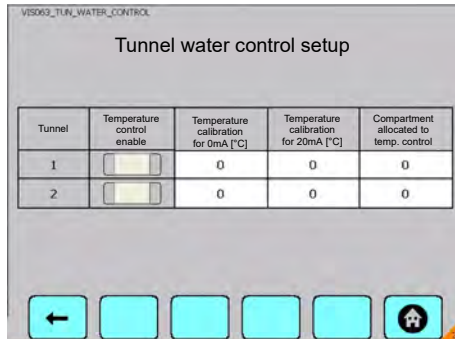 VIS063_TUN_WATER_CONTROL
Tunnel water control setup
Tunnel
Temperature
control
enable
Temperature
calibration
for 0mA [°C]
Temperature
calibration
for 20mA [°C]
Compartment
allocated to
temp. control
1
0
0
0
2
0
0
0